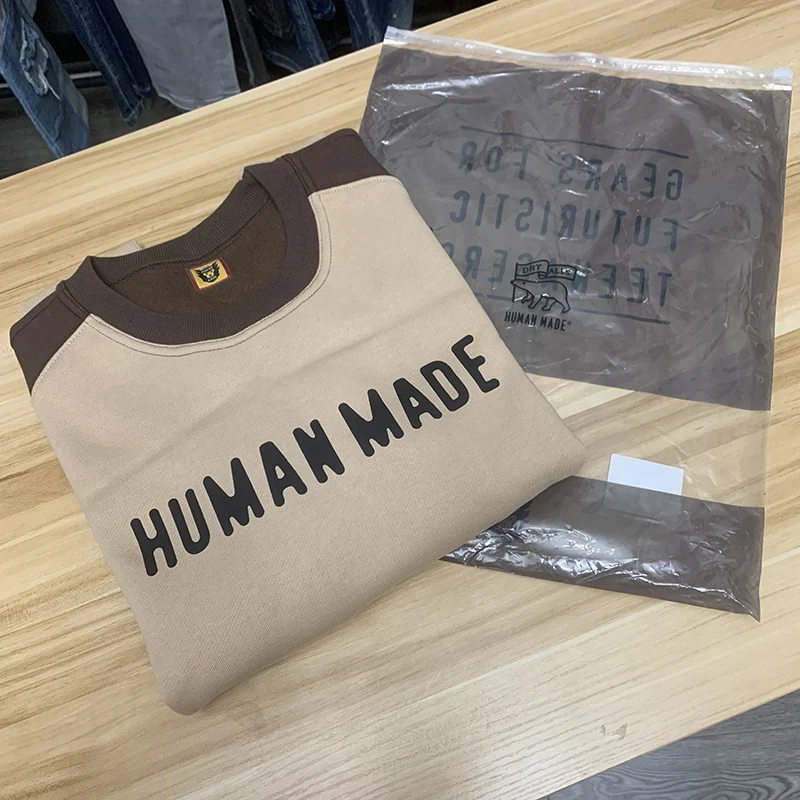 HUMAN MADE
GEARS FOR
FUTURISTIC
TEENAGERS
DRY ALLS
HUMAN MADE®